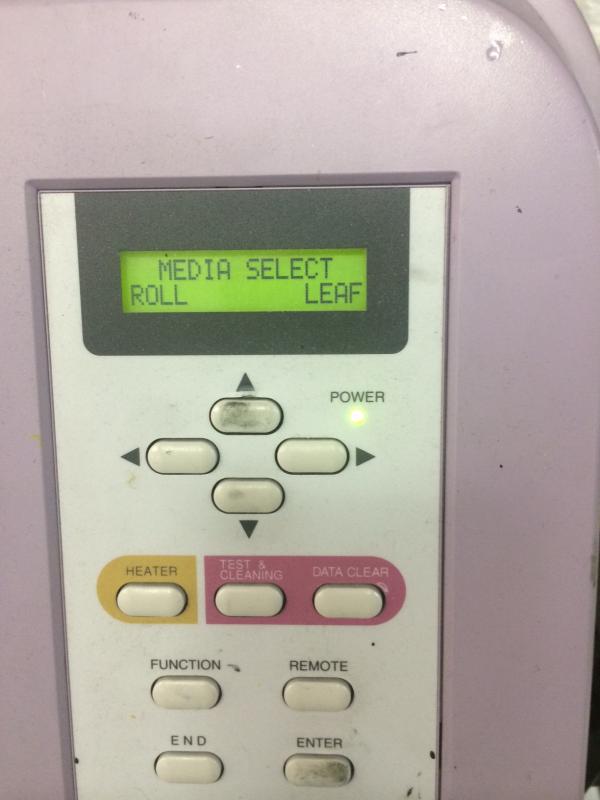 MEDIA SELECT
ROLL LEAF
POWER
HEATER
TEST &
CLEANING
DATA CLEAR
FUNCTION
REMOTE
END
ENTER